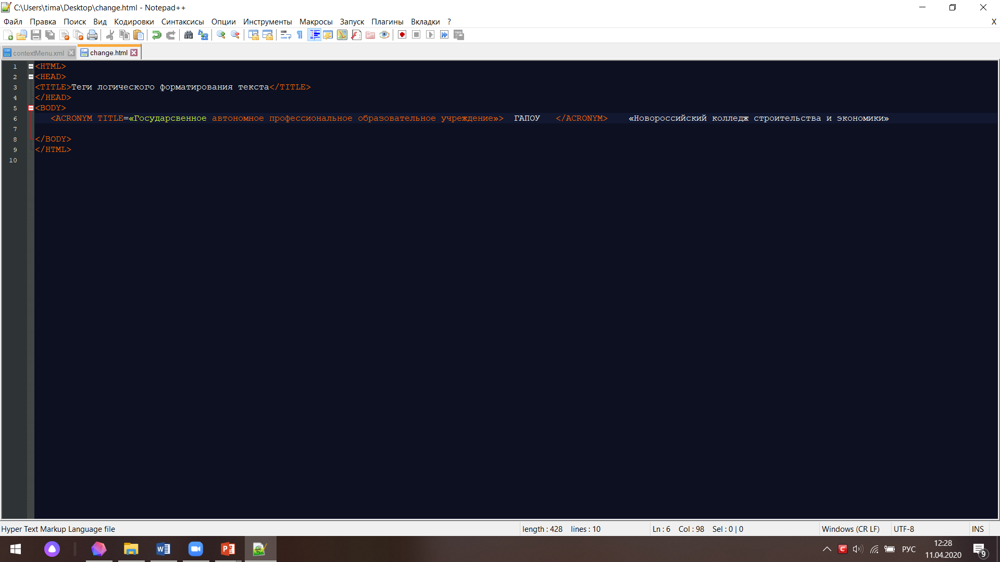 C:\Users\tima\Desktop\change.html - Notepad++
Файл Правка Поиск Вид Кодировки Синтаксисы Опции Инструменты Макросы Запуск Плагины Вкладки ? X
contextMenu.xml change.html
1 <HTML>
2 <HEAD>
3 <TITLE>Теги логического форматирования текста</TITLE>
4 </HEAD>
5 <BODY>
6 <ACRONYM TITLE=«Государсвенное автономное профессиональное образовательное учреждение»> ГАПОУ </ACRONYM> «Новороссийский колледж строительства и экономики»
7
8 </BODY>
9 </HTML>
10
Hyper Text Markup Language file length : 428 lines : 10 Ln : 6 Col : 98 Sel : 0 | 0 Windows (CR LF) UTF-8 INS
РУС 12:28
11.04.2020 9